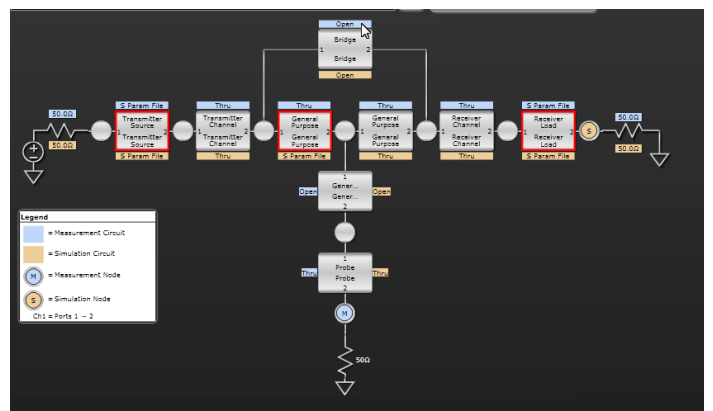 Open
Bridge
1 2
Bridge
Open
S Param File Thru Thru Thru Thru S Param File
50.0Ω 50.0Ω
Transmitter Source Transmitter Channel General Purpose General Purpose Receiver Channel Receiver Load
1 2 1 2 1 2 1 2 1 2 1 2 S
Transmitter Source Transmitter Channel General Purpose General Purpose Receiver Channel Receiver Load
50.0Ω 50.0Ω
S Param File Thru S Param File Thru Thru S Param File
1
Gener...
Open Open
Gener...
2
Legend
= Measurement Circuit
= Simulation Circuit
M = Measurement Node
S = Simulation Node
Ch1 = Ports 1 → 2
1
Probe
Thru Thru
Probe
2
M
50Ω